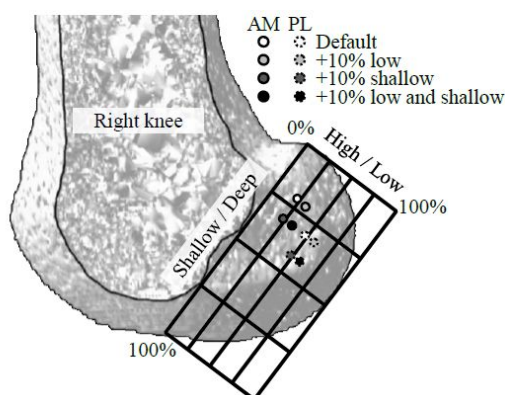 AM PL
Default
+10% low
+10% shallow
+10% low and shallow
Right knee
0%
High / Low
100%
Shallow / Deep
100%